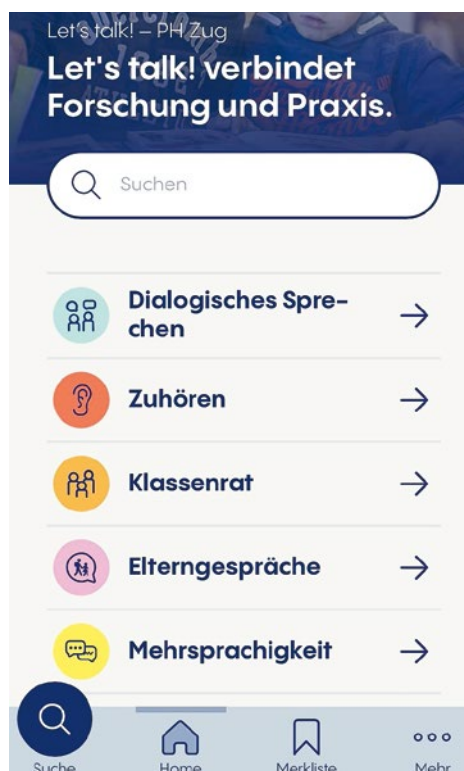 Let's talk! – PH Zug
Let's talk! verbindet
Forschung und Praxis.
Suchen
Dialogisches Spre-
chen
Zuhören
Klassenrat
Elterngespräche
Mehrsprachigkeit
Suche
Home
Merkliste
Mehr